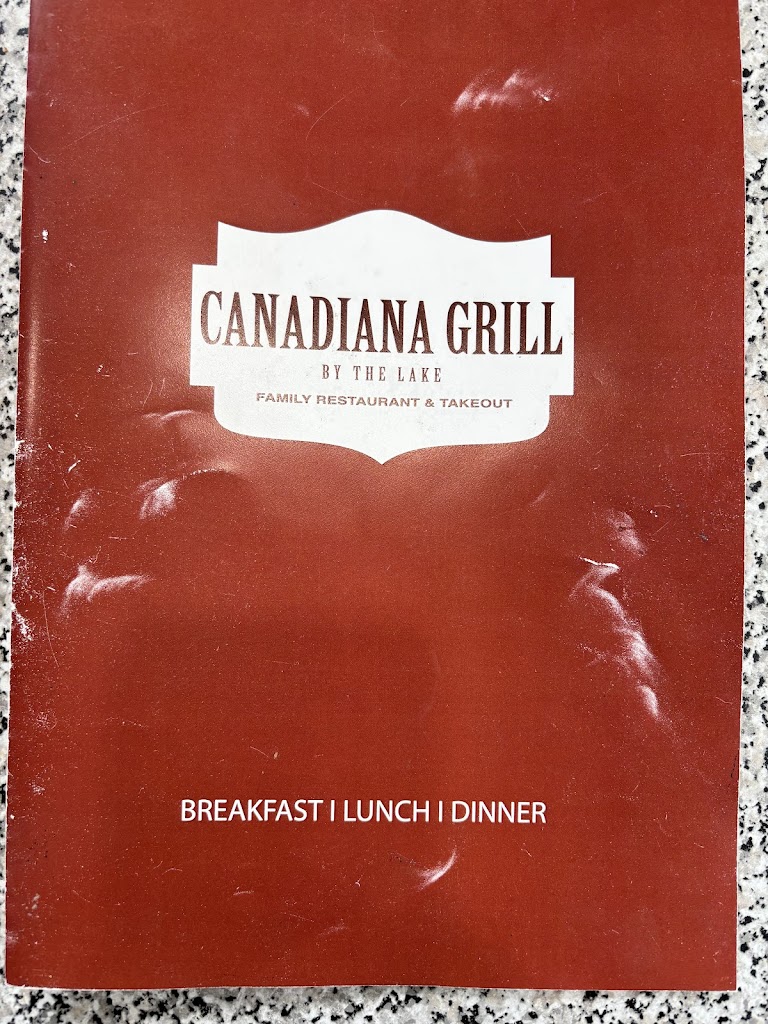 CANADIANA GRILL
BY THE LAKE
FAMILY RESTAURANT & TAKEOUT
BREAKFAST | LUNCH | DINNER